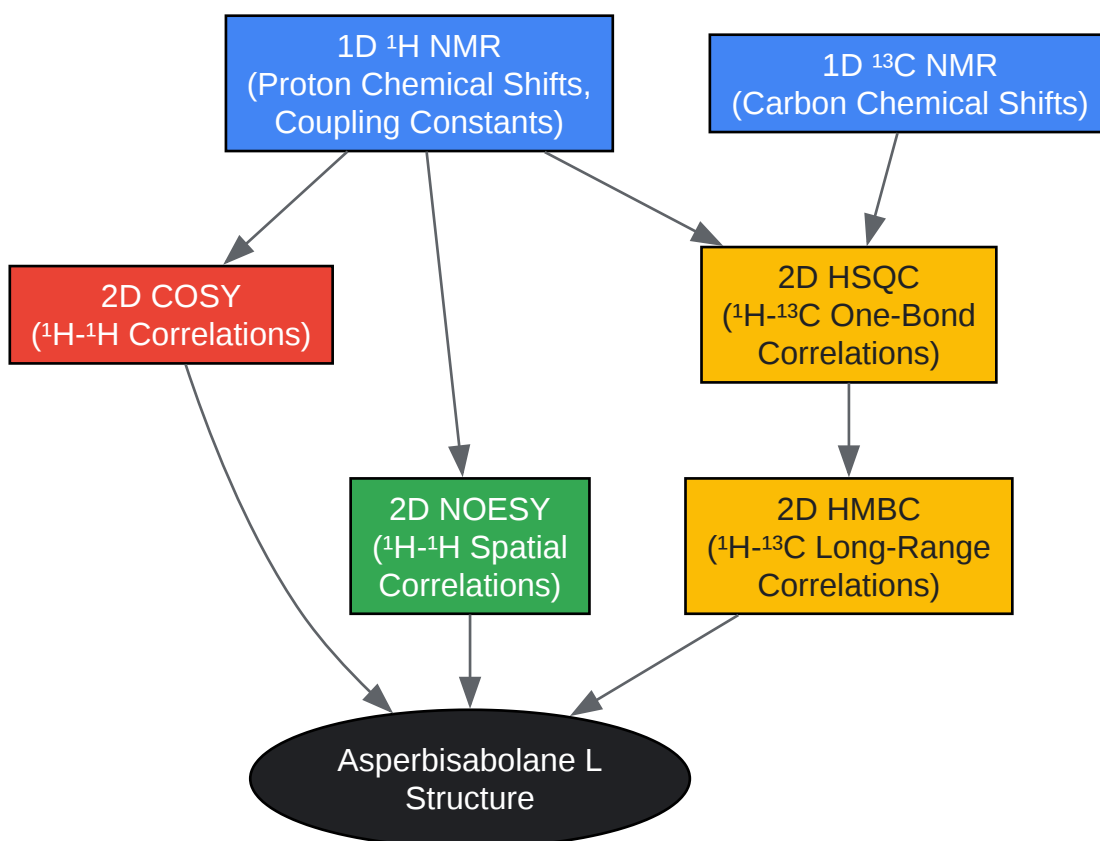 1D ¹H NMR
(Proton Chemical Shifts,
Coupling Constants)
1D ¹³C NMR
(Carbon Chemical Shifts)
2D COSY
(¹H-¹H Correlations)
2D HSQC
(¹H-¹³C One-Bond
Correlations)
2D NOESY
(¹H-¹H Spatial
Correlations)
2D HMBC
(¹H-¹³C Long-Range
Correlations)
Asperbisabolane L
Structure